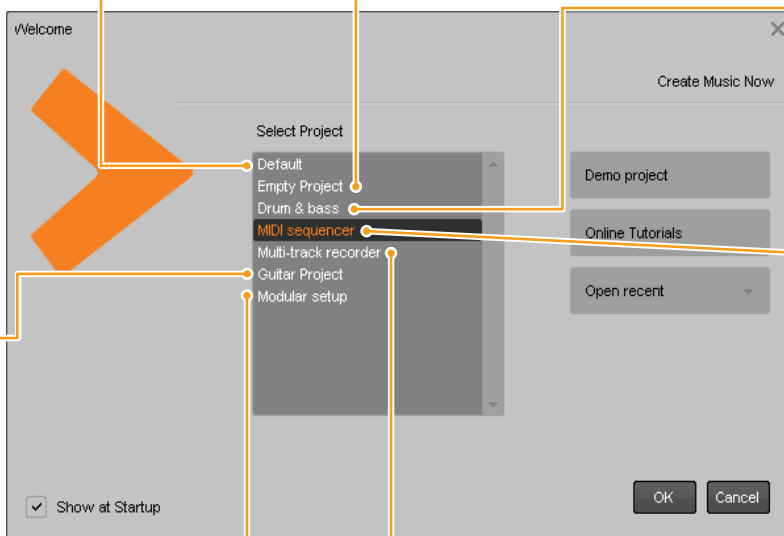 Welcome
Create Music Now
Select Project
Default
Empty Project
Drum & bass
MIDI sequencer
Multi-track recorder
Guitar Project
Modular setup
Demo project
Online Tutorials
Open recent
Show at Startup
OK
Cancel